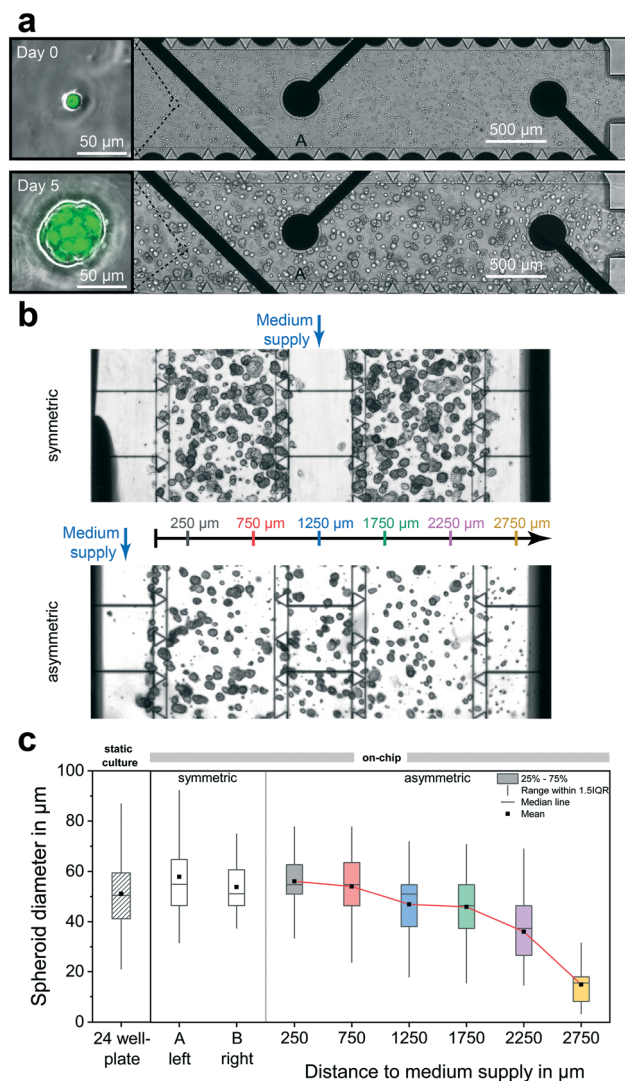 a
Day 0
50 µm
A
500 µm
Day 5
50 µm
A
500 µm
b
Medium
supply
symmetric
250 µm
750 µm
1250 µm
1750 µm
2250 µm
2750 µm
Medium
supply
asymmetric
c
static
culture
on-chip
symmetric
asymmetric
25% - 75%
Range within 1.5IQR
Median line
Mean
Spheroid diameter in µm
100
80
60
40
20
0
24 well-
plate
A
left
B
right
250
750
1250
1750
2250
2750
Distance to medium supply in µm